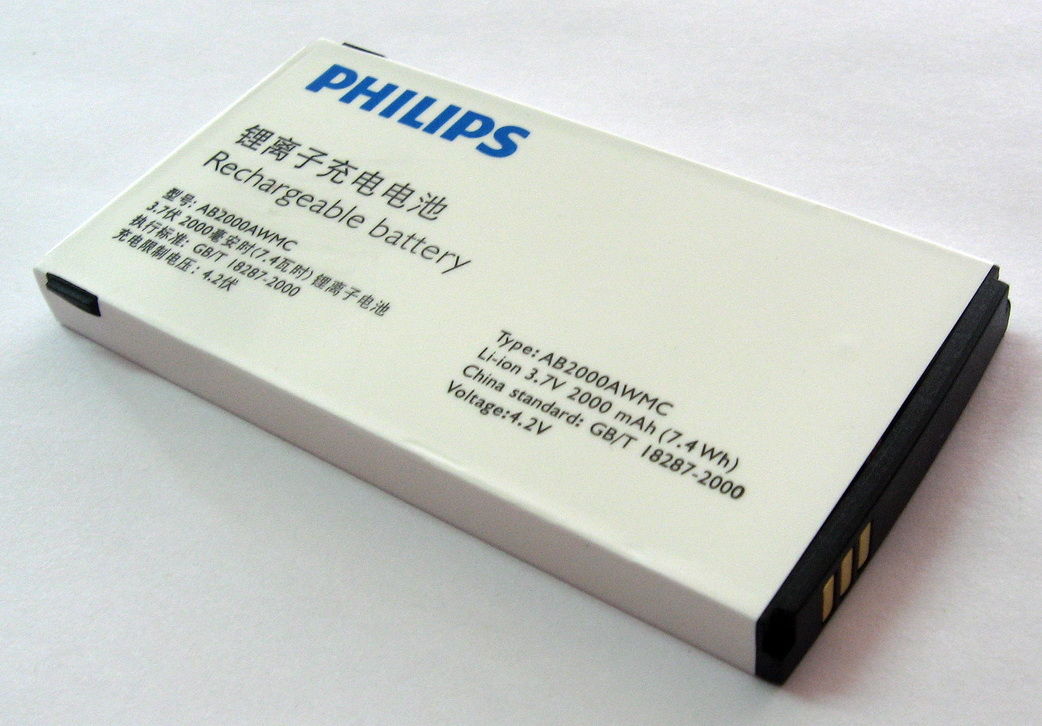 PHILIPS
锂离子充电电池
Rechargeable battery
型号: AB2000AWMC
3.7伏 2000毫安时(7.4瓦时) 锂离子电池
执行标准: GB/T 18287-2000
充电限制电压: 4.2伏
Type: AB2000AWMC
Li-ion 3.7V 2000 mAh (7.4Wh)
China standard: GB/T 18287-2000
Voltage:4.2V